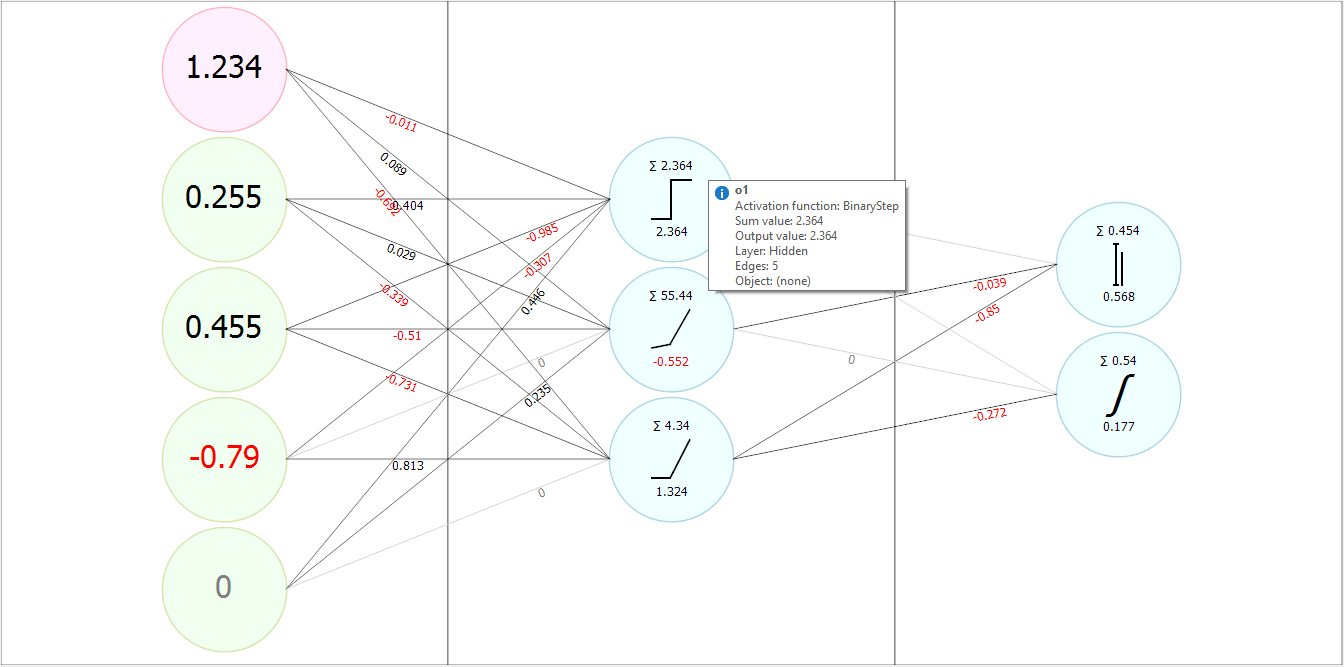 1.234
0.255
0.455
-0.79
0
-0.011
0.089
-0.692
0.404
0.029
-0.339
-0.985
-0.51
-0.731
-0.307
0
0.813
0.446
0.235
0
Σ 2.364
2.364
Σ 55.44
-0.552
Σ 4.34
1.324
o1
Activation function: BinaryStep
Sum value: 2.364
Output value: 2.364
Layer: Hidden
Edges: 5
Object: (none)
-0.039
0
-0.85
-0.272
Σ 0.454
0.568
Σ 0.54
0.177